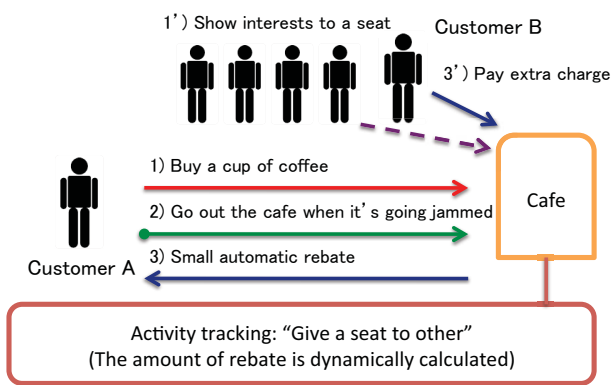 1') Show interests to a seat
Customer B
3') Pay extra charge
1) Buy a cup of coffee
Cafe
2) Go out the cafe when it's going jammed
3) Small automatic rebate
Customer A
Activity tracking: “Give a seat to other”
(The amount of rebate is dynamically calculated)